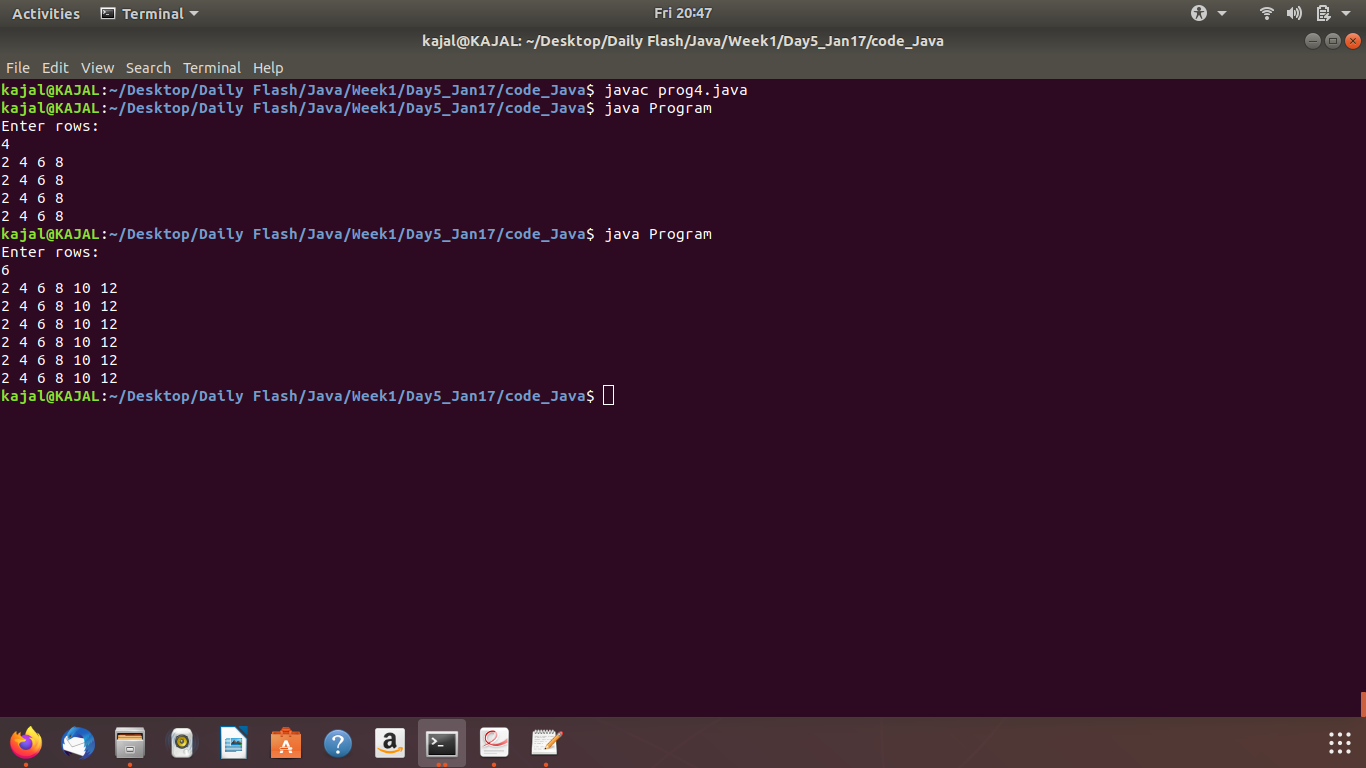 Activities Terminal Fri 20:47
kajal@KAJAL: ~/Desktop/Daily Flash/Java/Week1/Day5_Jan17/code_Java
File Edit View Search Terminal Help
kajal@KAJAL:~/Desktop/Daily Flash/Java/Week1/Day5_Jan17/code_Java$ javac prog4.java
kajal@KAJAL:~/Desktop/Daily Flash/Java/Week1/Day5_Jan17/code_Java$ java Program
Enter rows:
4
2 4 6 8
2 4 6 8
2 4 6 8
2 4 6 8
kajal@KAJAL:~/Desktop/Daily Flash/Java/Week1/Day5_Jan17/code_Java$ java Program
Enter rows:
6
2 4 6 8 10 12
2 4 6 8 10 12
2 4 6 8 10 12
2 4 6 8 10 12
2 4 6 8 10 12
2 4 6 8 10 12
kajal@KAJAL:~/Desktop/Daily Flash/Java/Week1/Day5_Jan17/code_Java$